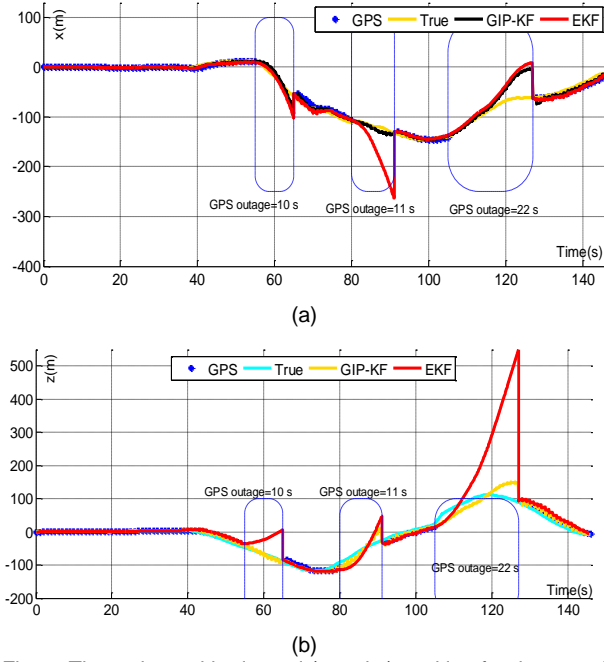 x(m)
GPS True GIP-KF EKF
100
0
-100
-200
-300
-400
GPS outage=10 s GPS outage=11 s GPS outage=22 s
Time(s)
0 20 40 60 80 100 120 140
(a)
z(m)
GPS True GIP-KF EKF
500
400
300
200
100
0
-100
-200
GPS outage=10 s GPS outage=11 s
GPS outage=22 s
Time(s)
0 20 40 60 80 100 120 140
(b)